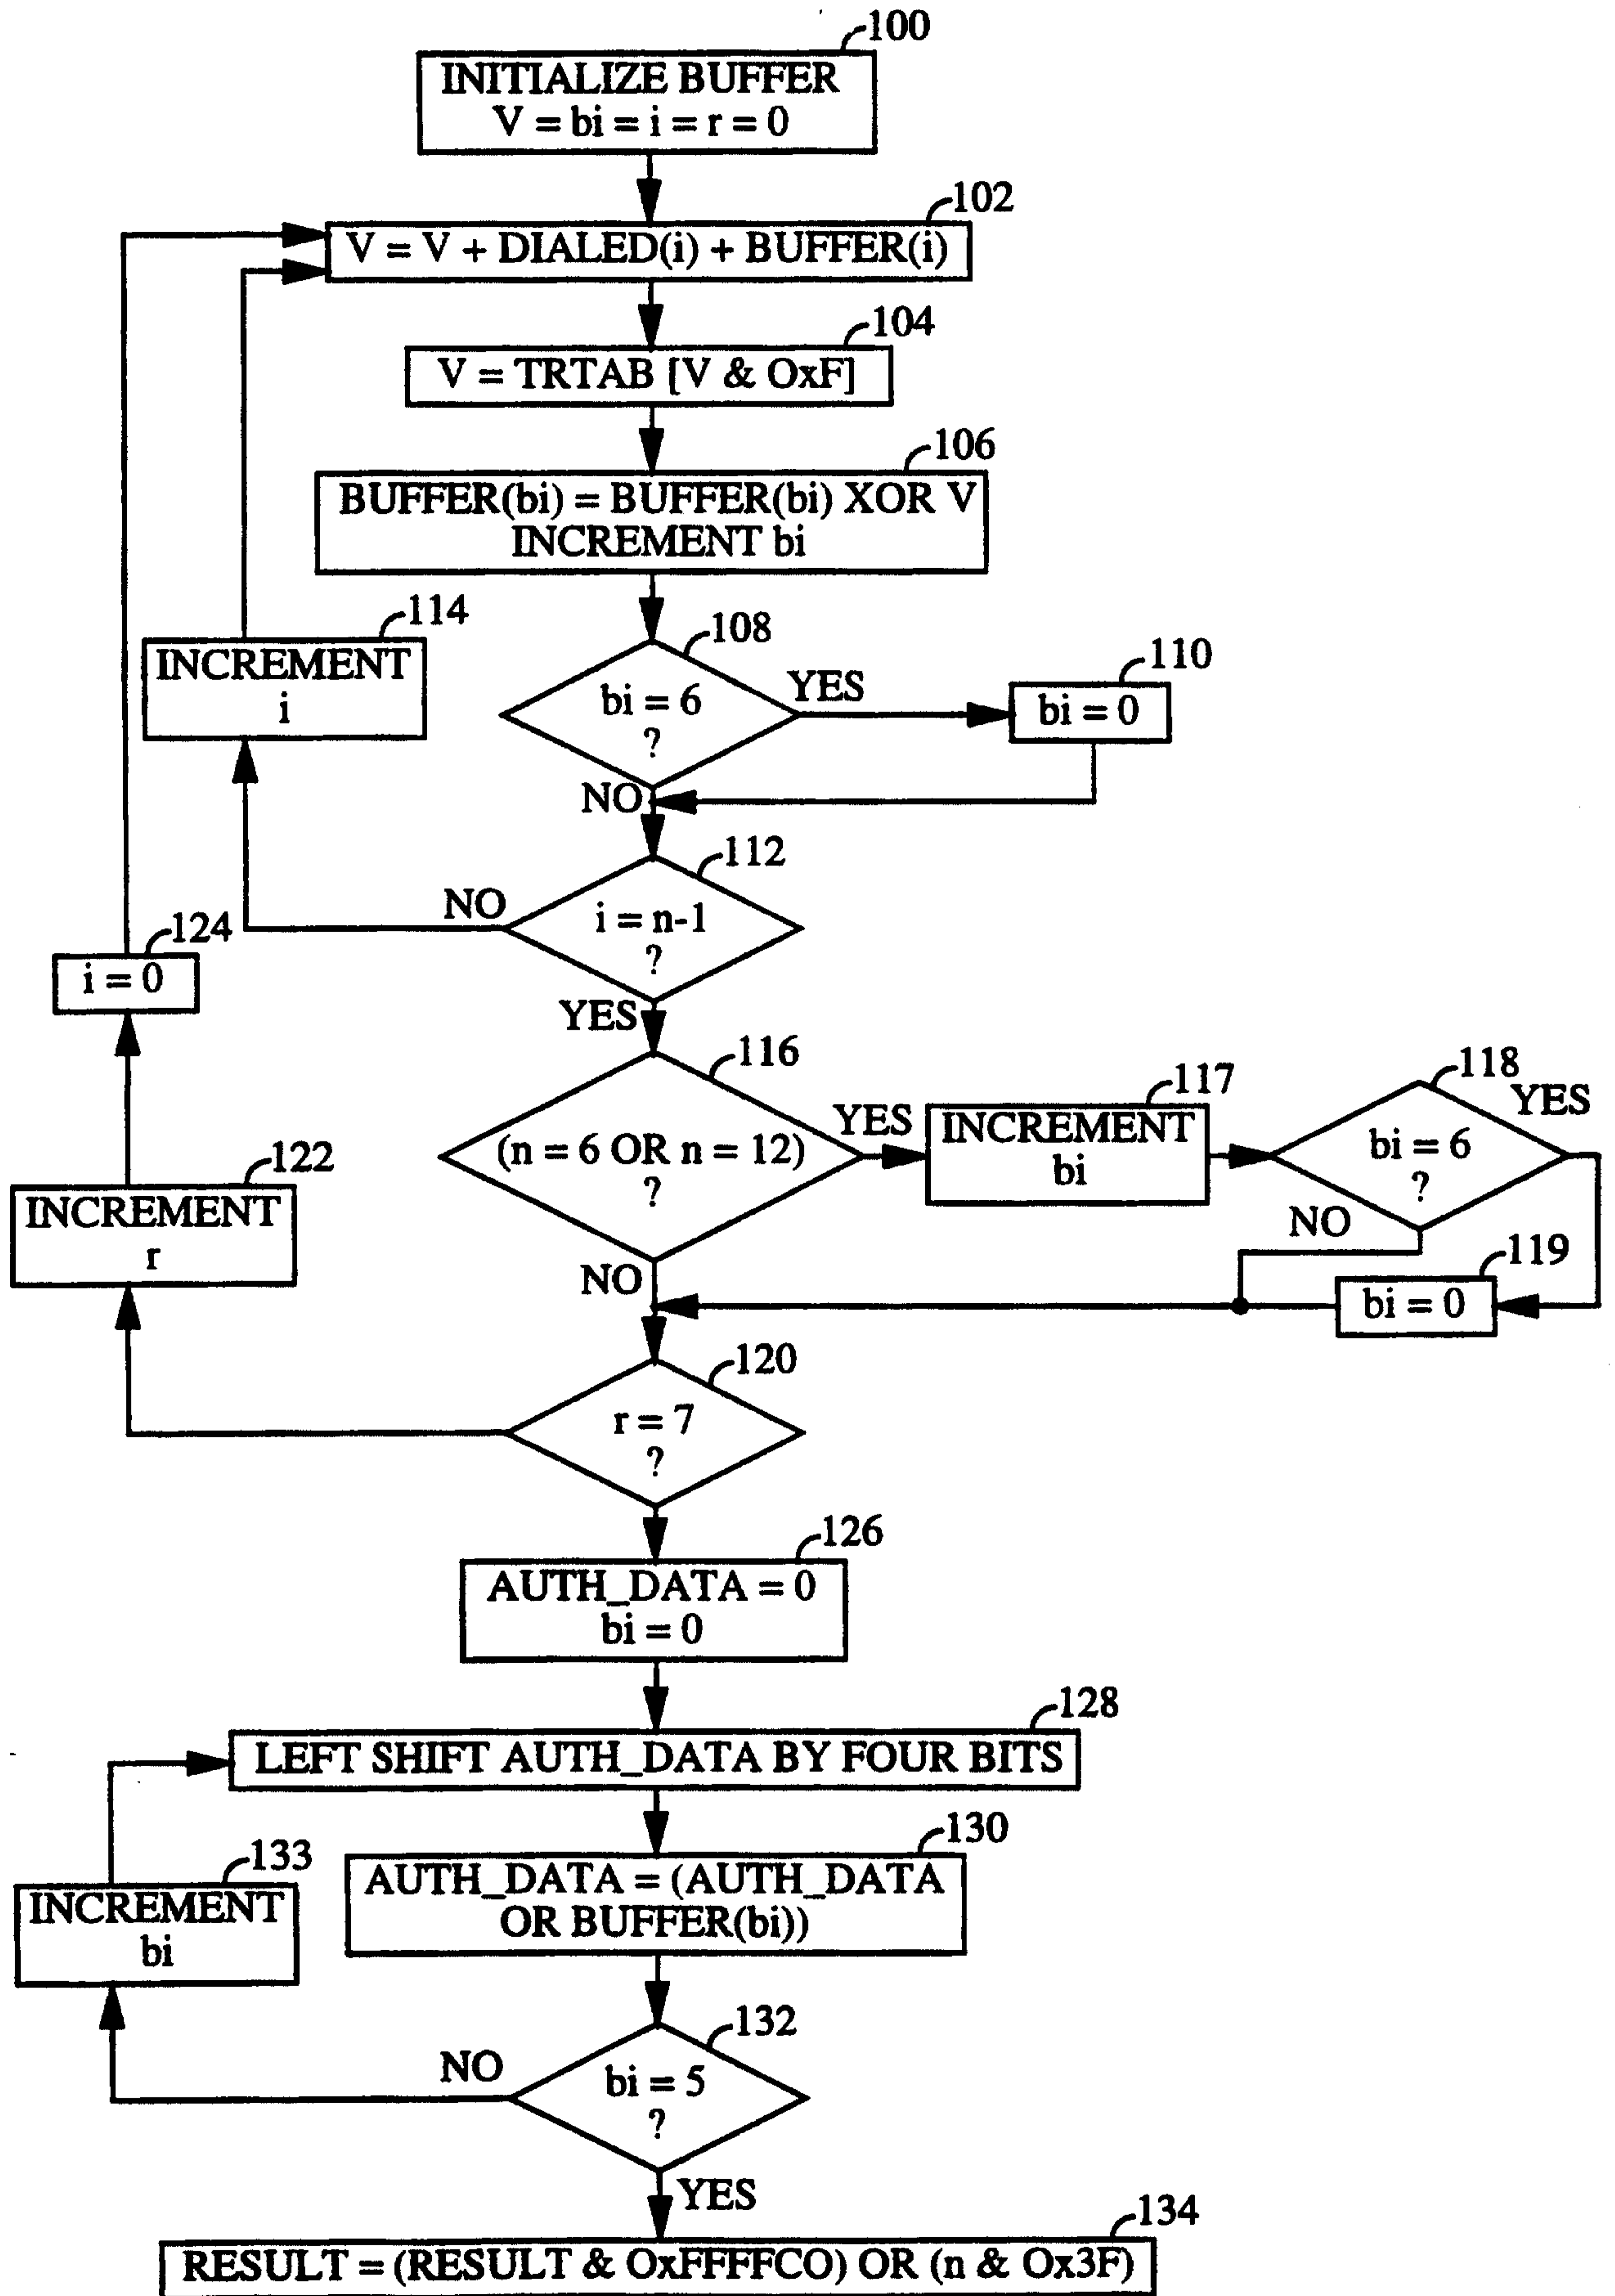 100
INITIALIZE BUFFER
V = bi = i = r = 0
102
V = V + DIALED(i) + BUFFER(i)
104
V = TRTAB [V & OxF]
106
BUFFER(bi) = BUFFER(bi) XOR V
INCREMENT bi
114
INCREMENT
i
108
bi = 6
?
YES
110
bi = 0
NO
112
i = n-1
?
NO
YES
124
i = 0
116
(n = 6 OR n = 12)
?
YES
117
INCREMENT
bi
118
bi = 6
?
YES
NO
119
bi = 0
122
INCREMENT
r
NO
120
r = 7
?
126
AUTH_DATA = 0
bi = 0
128
LEFT SHIFT AUTH_DATA BY FOUR BITS
130
AUTH_DATA = (AUTH_DATA
OR BUFFER(bi))
133
INCREMENT
bi
132
bi = 5
?
NO
YES
134
RESULT = (RESULT & OxFFFFCO) OR (n & Ox3F)